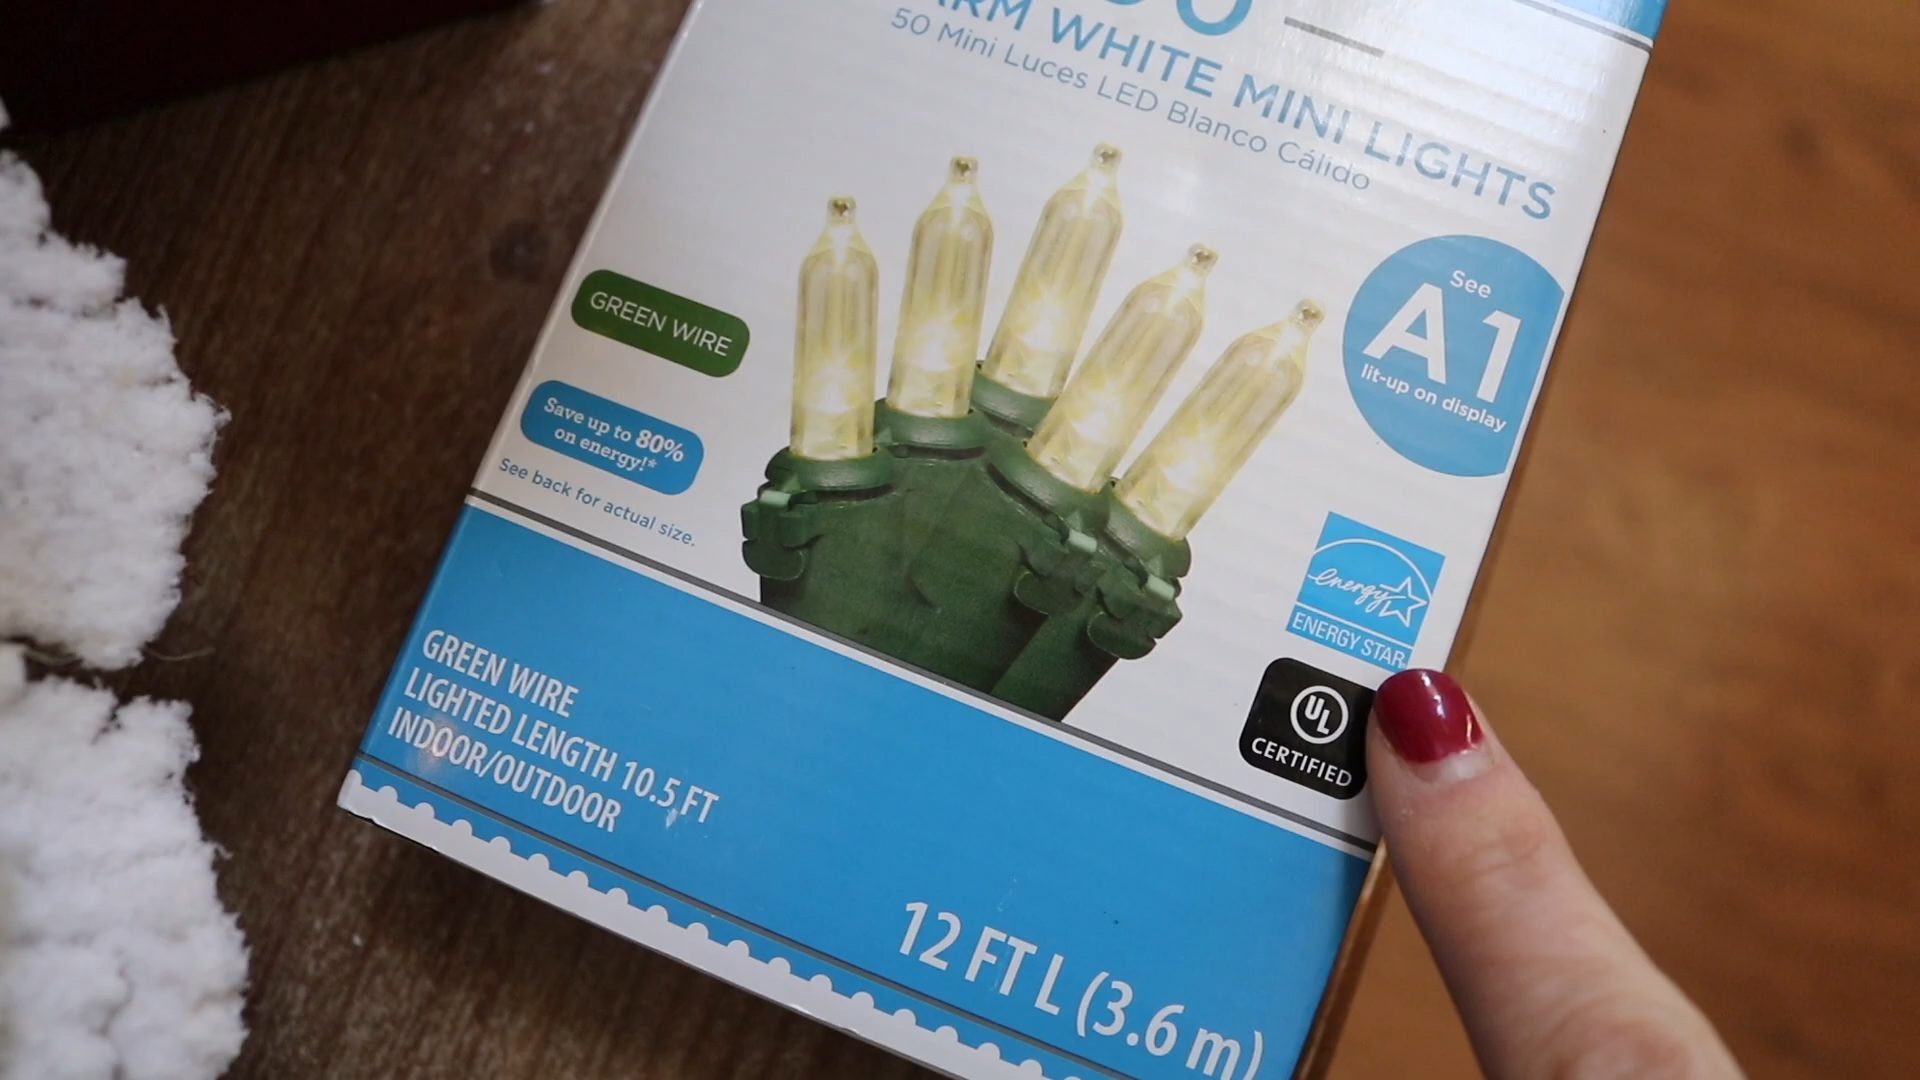 WHITE MINI LIGHTS
50 Mini Luces LED Blanco Cálido
See
A1
lit-up on display
GREEN WIRE
Save up to 80%
on energy!*
See back for actual size.
energy
ENERGY STAR
UL
CERTIFIED
GREEN WIRE
LIGHTED LENGTH 10.5 FT
INDOOR/OUTDOOR
12 FT L (3.6 m)